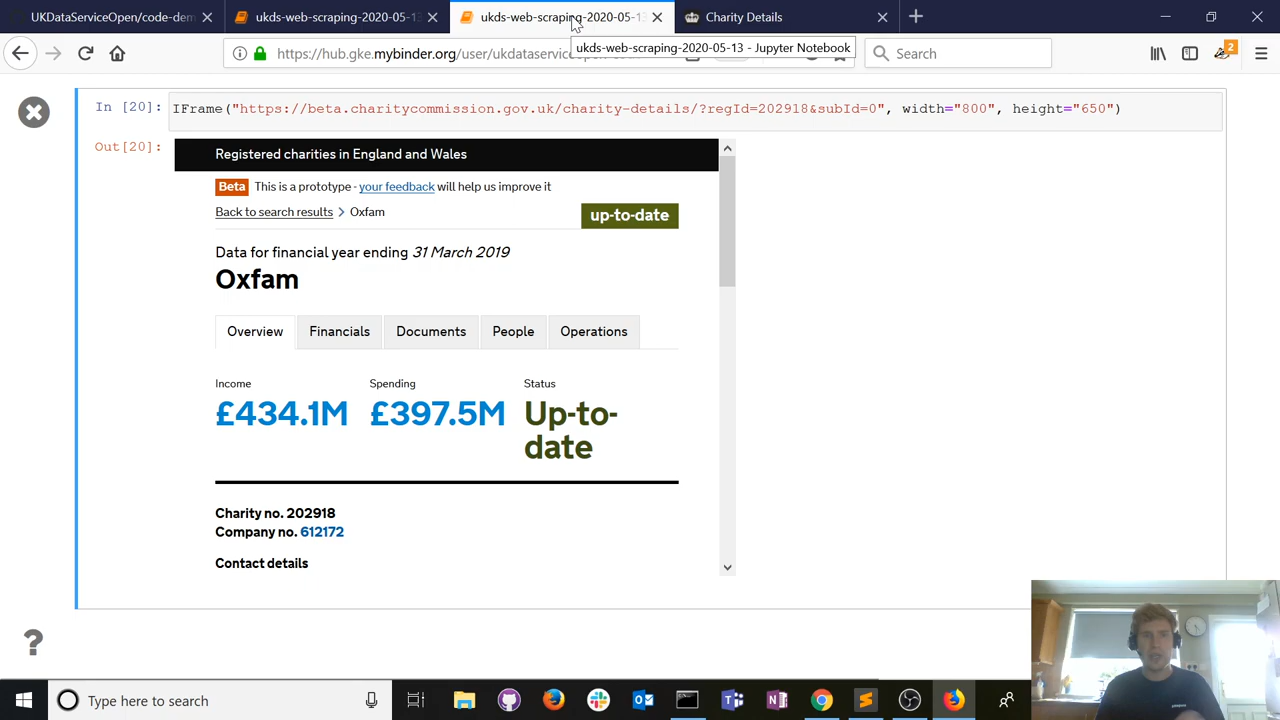 UKDataServiceOpen/code-dem
ukds-web-scraping-2020-05-13
ukds-web-scraping-2020-05-13
Charity Details
https://hub.gke.mybinder.org/user/ukdataservice
ukds-web-scraping-2020-05-13 - Jupyter Notebook
Search
2
In [20]:
IFrame("https://beta.charitycommission.gov.uk/charity-details/?regId=202918&subId=0", width="800", height="650")
Out[20]:
Registered charities in England and Wales
Beta This is a prototype - your feedback will help us improve it
Back to search results > Oxfam
up-to-date
Data for financial year ending 31 March 2019
Oxfam
Overview Financials Documents People Operations
Income Spending Status
£434.1M £397.5M Up-to-
date
Charity no. 202918
Company no. 612172
Contact details
?
Type here to search